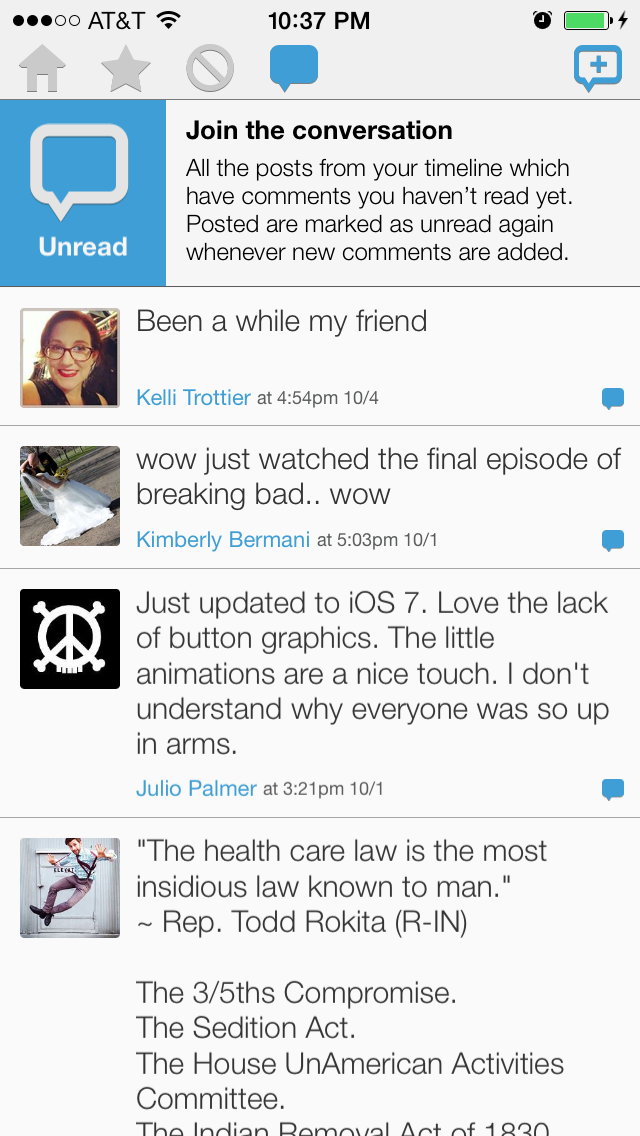 AT&T 10:37 PM
Unread
Join the conversation
All the posts from your timeline which
have comments you haven't read yet.
Posted are marked as unread again
whenever new comments are added.
Been a while my friend
Kelli Trottier at 4:54pm 10/4
wow just watched the final episode of
breaking bad.. wow
Kimberly Bermani at 5:03pm 10/1
Just updated to iOS 7. Love the lack
of button graphics. The little
animations are a nice touch. I don't
understand why everyone was so up
in arms.
Julio Palmer at 3:21pm 10/1
"The health care law is the most
insidious law known to man."
~ Rep. Todd Rokita (R-IN)
The 3/5ths Compromise.
The Sedition Act.
The House UnAmerican Activities
Committee.
The Indian Removal Act of 1830